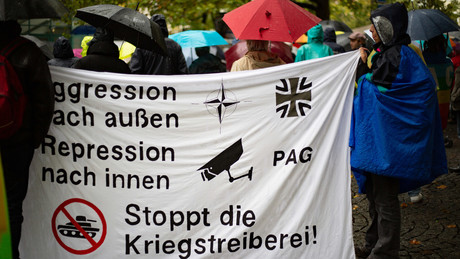 ggression
ach außen
Repression
nach innen
PAG
Stoppt die
Kriegstreiberei!